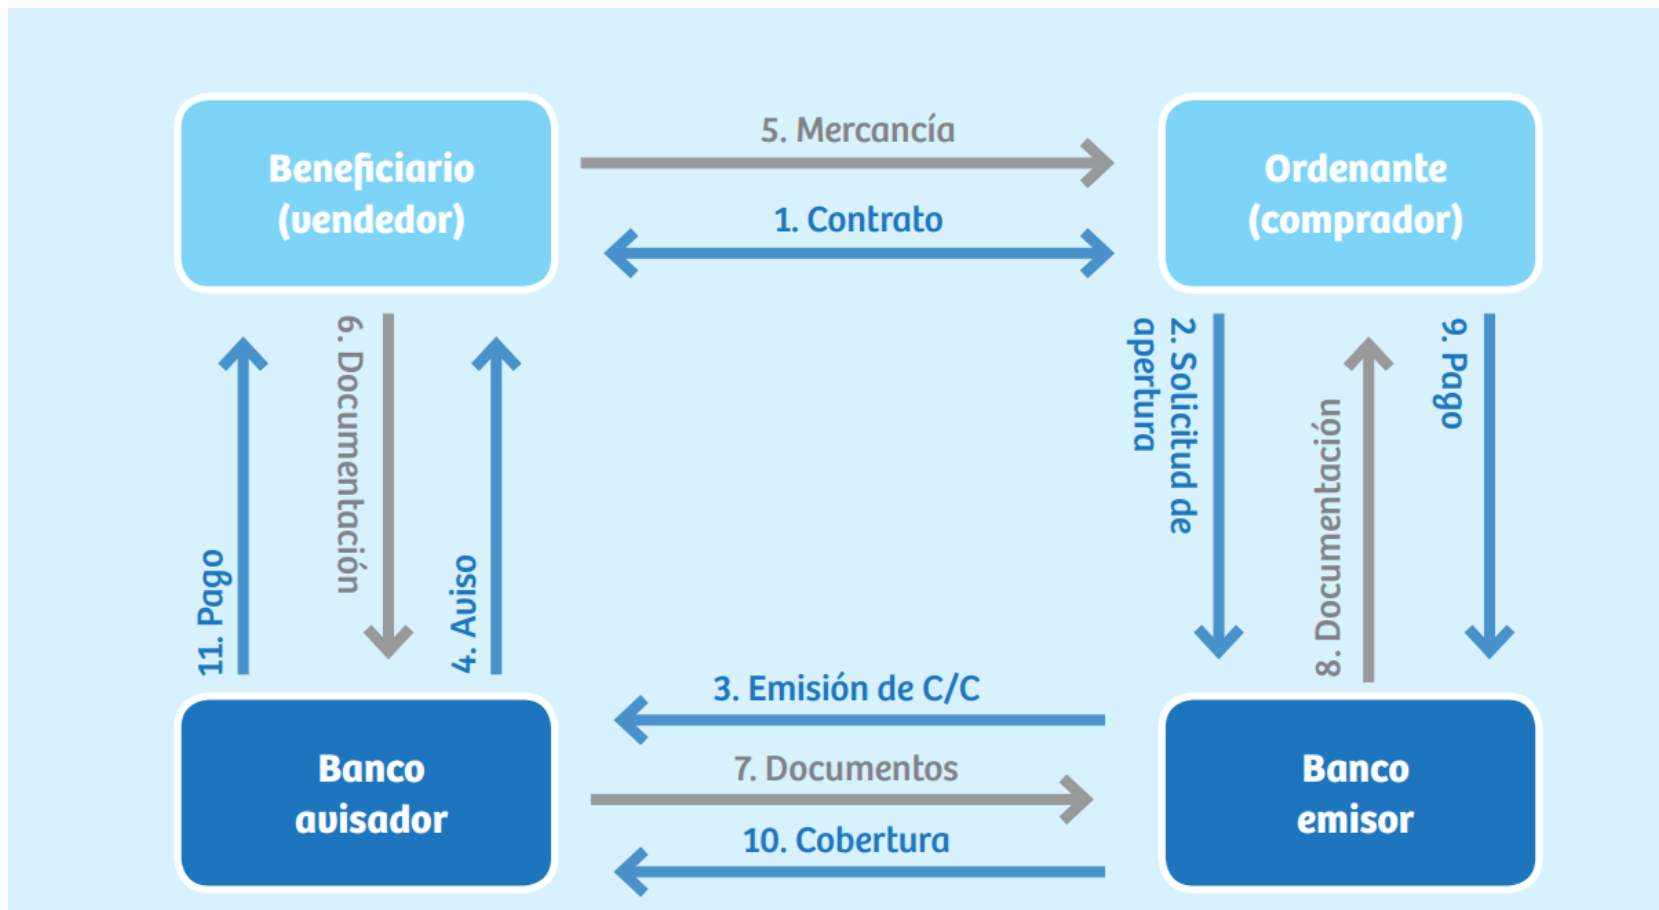 5. Mercancía
Beneficiario
(vendedor)
Ordenante
(comprador)
1. Contrato
6. Documentación
2. Solicitud de
apertura
9. Pago
11. Pago
4. Aviso
8. Documentación
3. Emisión de C/C
7. Documentos
Banco
avisador
Banco
emisor
10. Cobertura